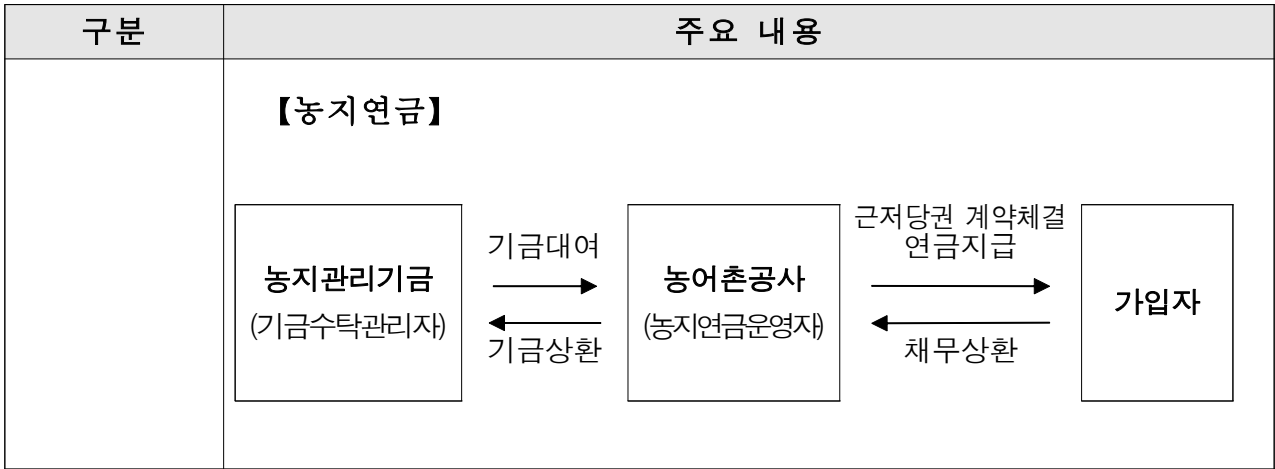 구분
주요 내용
【농지연금】
농지관리기금
(기금수탁관리자)
기금대여
기금상환
농어촌공사
(농지연금운영자)
근저당권 계약체결
연금지급
채무상환
가입자